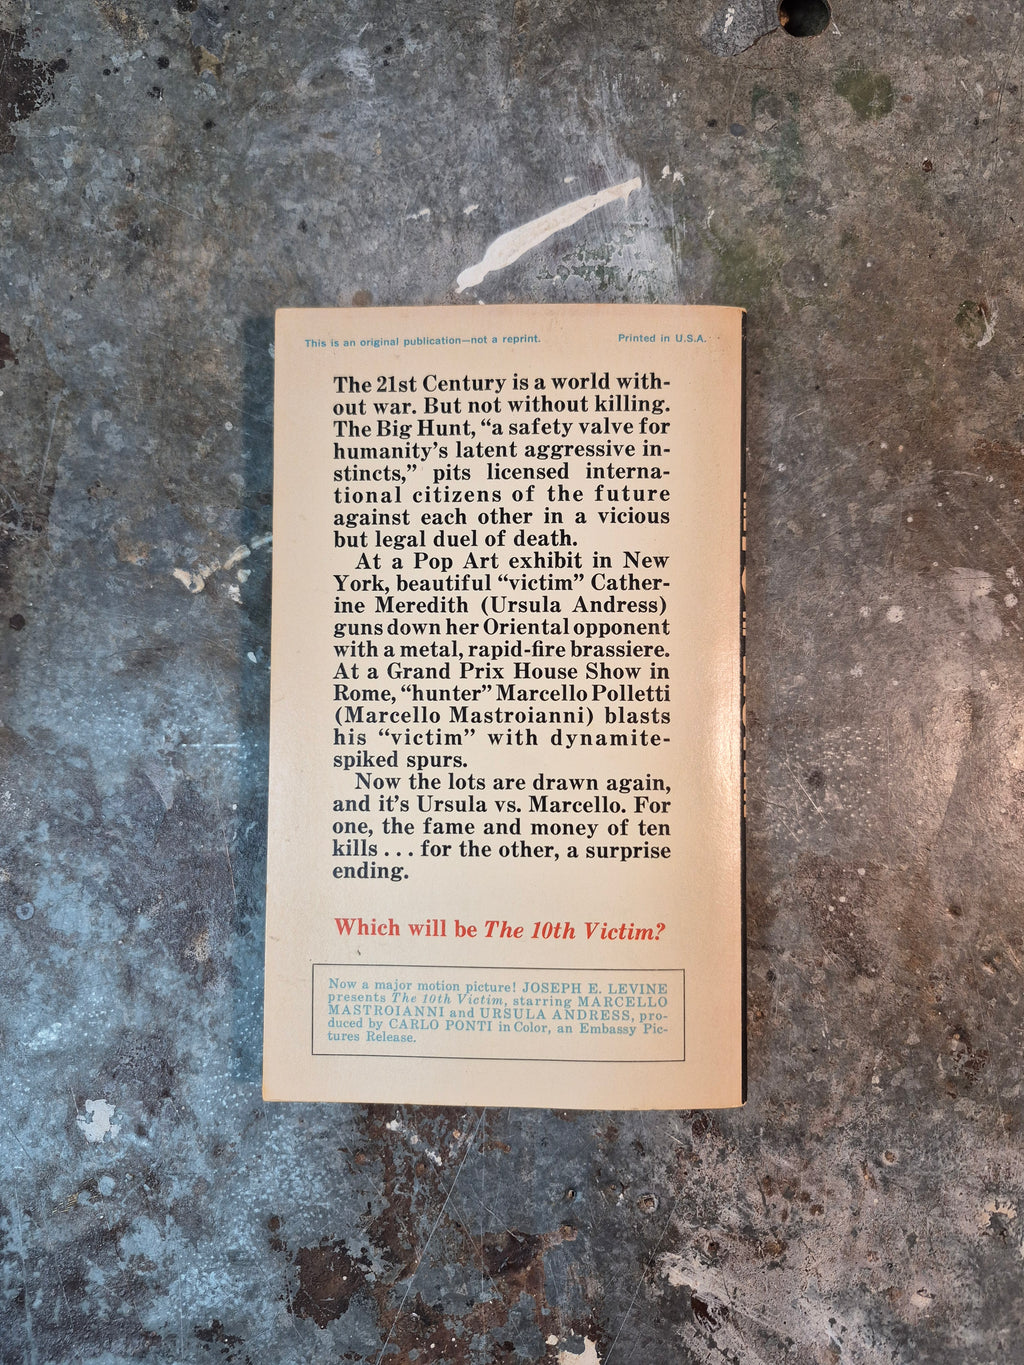 This is an original publication—not a reprint. Printed in U.S.A.
The 21st Century is a world with-
out war. But not without killing.
The Big Hunt, “a safety valve for
humanity’s latent aggressive in-
stincts,” pits licensed interna-
tional citizens of the future
against each other in a vicious
but legal duel of death.
At a Pop Art exhibit in New
York, beautiful “victim” Cather-
ine Meredith (Ursula Andress)
guns down her Oriental opponent
with a metal, rapid-fire brassiere.
At a Grand Prix House Show in
Rome, “hunter” Marcello Polletti
(Marcello Mastroianni) blasts
his “victim” with dynamite-
spiked spurs.
Now the lots are drawn again,
and it’s Ursula vs. Marcello. For
one, the fame and money of ten
kills . . . for the other, a surprise
ending.
Which will be The 10th Victim?
Now a major motion picture! JOSEPH E. LEVINE
presents The 10th Victim, starring MARCELLO
MASTROIANNI and URSULA ANDRESS, pro-
duced by CARLO PONTI in Color, an Embassy Pic-
tures Release.